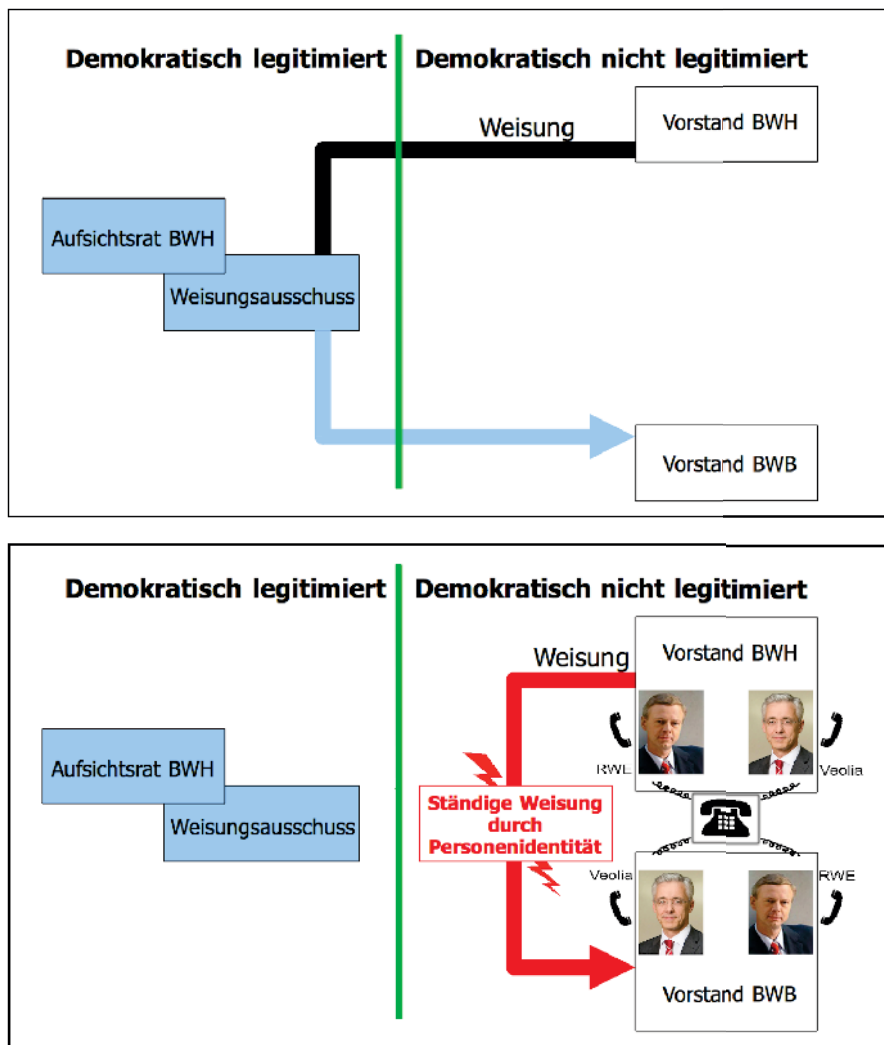 Demokratisch legitimiert
Demokratisch nicht legitimiert
Weisung
Vorstand BWH
Aufsichtsrat BWH
Weisungsausschuss
Vorstand BWB
Demokratisch legitimiert
Demokratisch nicht legitimiert
Weisung
Vorstand BWH
RWE
Veolia
Aufsichtsrat BWH
Weisungsausschuss
Ständige Weisung
durch
Personenidentität
Veolia
RWE
Vorstand BWB